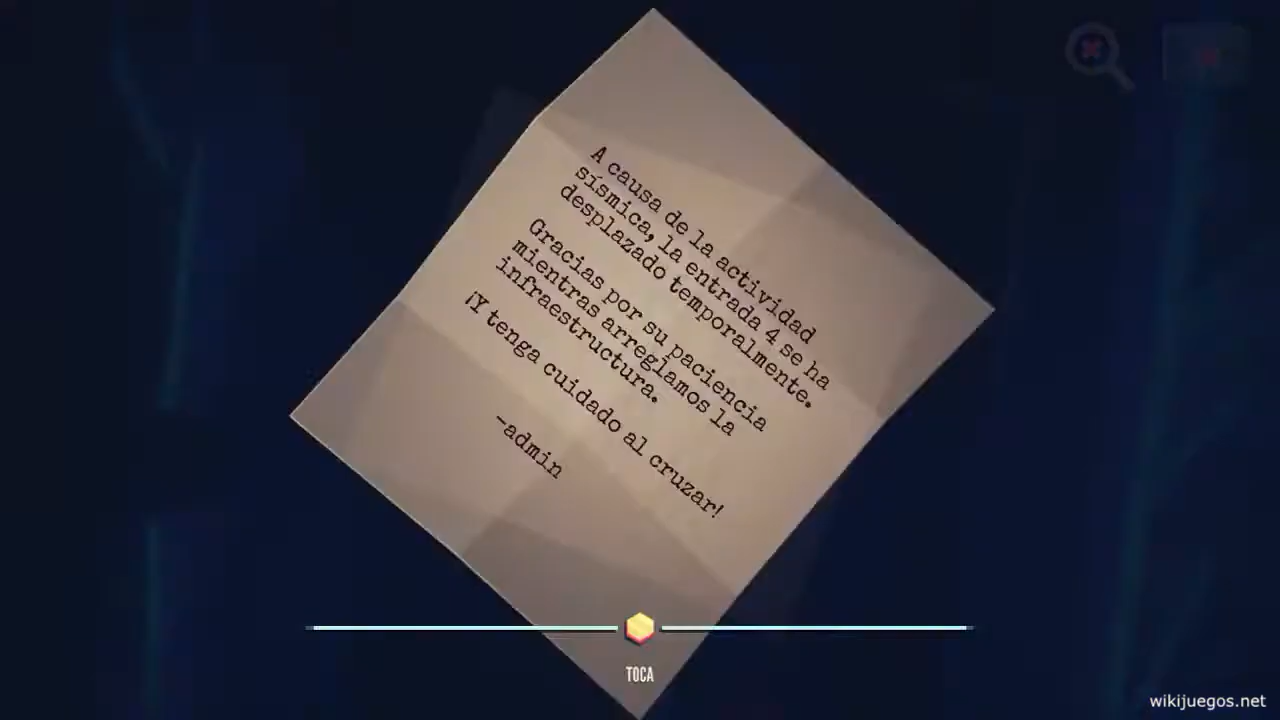 A causa de la actividad
sísmica, la entrada 4 se ha
desplazado temporalmente.
Gracias por su paciencia
mientras arreglamos la
infraestructura.
¡Y tenga cuidado al cruzar!
-admin
TOCA
wikijuegos.net